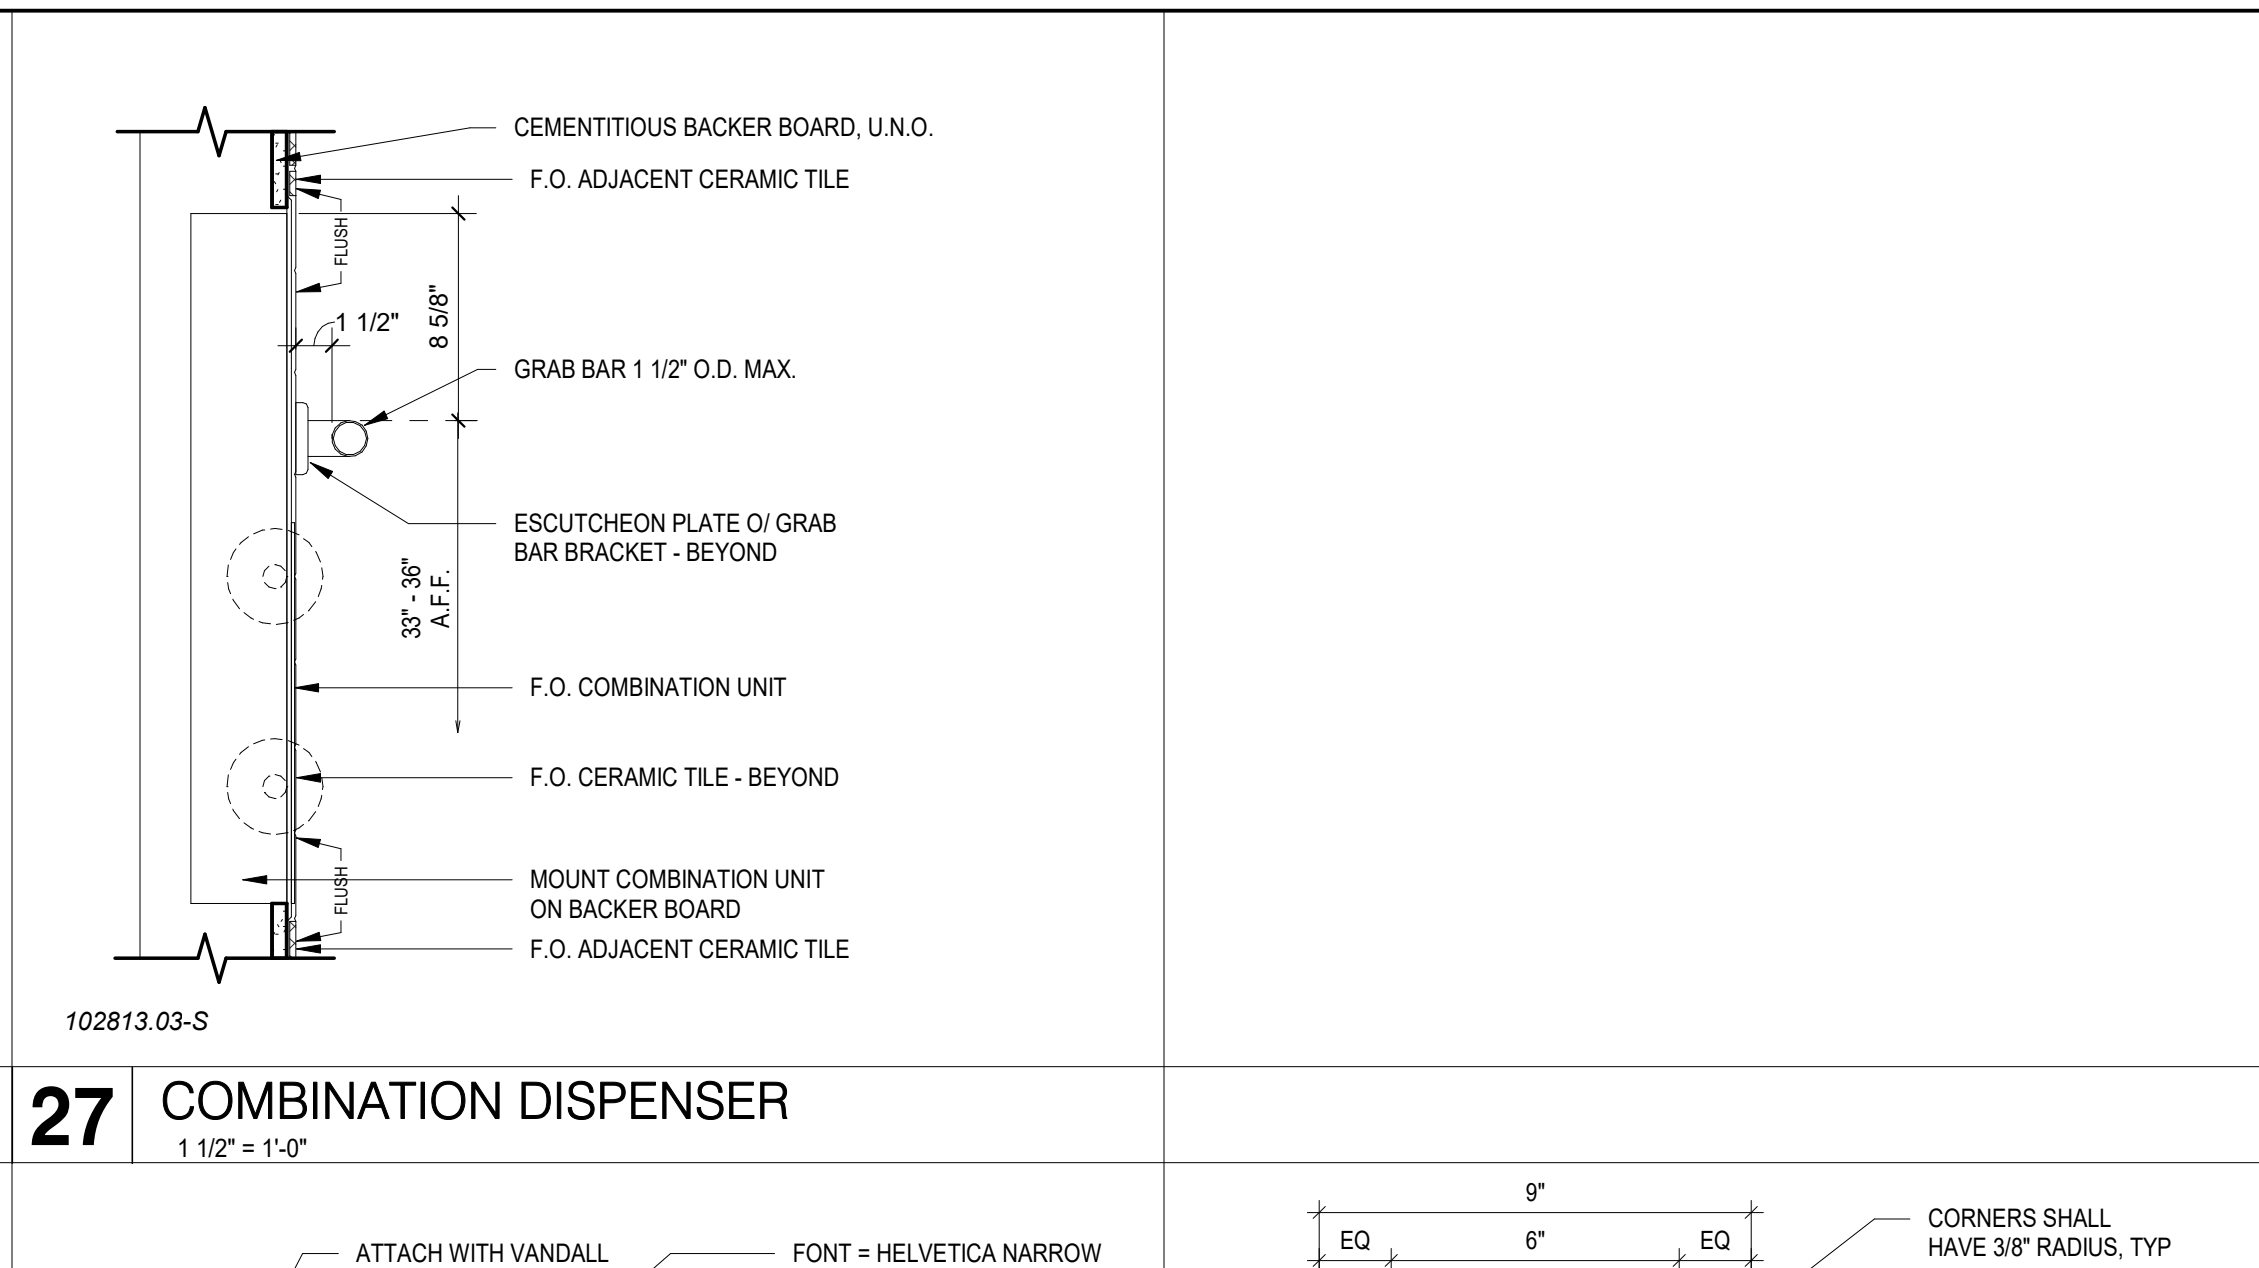 CEMENTITIOUS BACKER BOARD, U.N.O.
F.O. ADJACENT CERAMIC TILE
FLUSH
8 5/8"
1 1/2"
GRAB BAR 1 1/2" O.D. MAX.
ESCUTCHEON PLATE O/ GRAB
BAR BRACKET - BEYOND
33" - 36"
A.F.F.
F.O. COMBINATION UNIT
F.O. CERAMIC TILE - BEYOND
FLUSH
MOUNT COMBINATION UNIT
ON BACKER BOARD
F.O. ADJACENT CERAMIC TILE
102813.03-S
27
COMBINATION DISPENSER
1 1/2" = 1'-0"
ATTACH WITH VANDALL
FONT = HELVETICA NARROW
9"
EQ
6"
EQ
CORNERS SHALL
HAVE 3/8" RADIUS, TYP